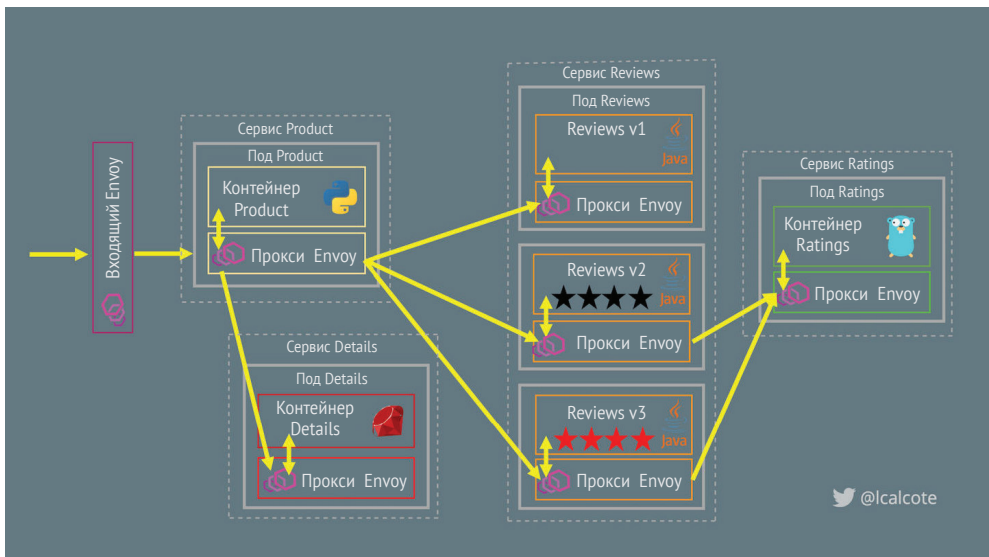 Входящий Envoy
Сервис Product
Под Product
Контейнер
Product
Прокси Envoy
Сервис Details
Под Details
Контейнер
Details
Прокси Envoy
Сервис Reviews
Под Reviews
Reviews v1
Java
Прокси Envoy
Reviews v2
Java
Прокси Envoy
Reviews v3
Java
Прокси Envoy
Сервис Ratings
Под Ratings
Контейнер
Ratings
Прокси Envoy
@lcalcote